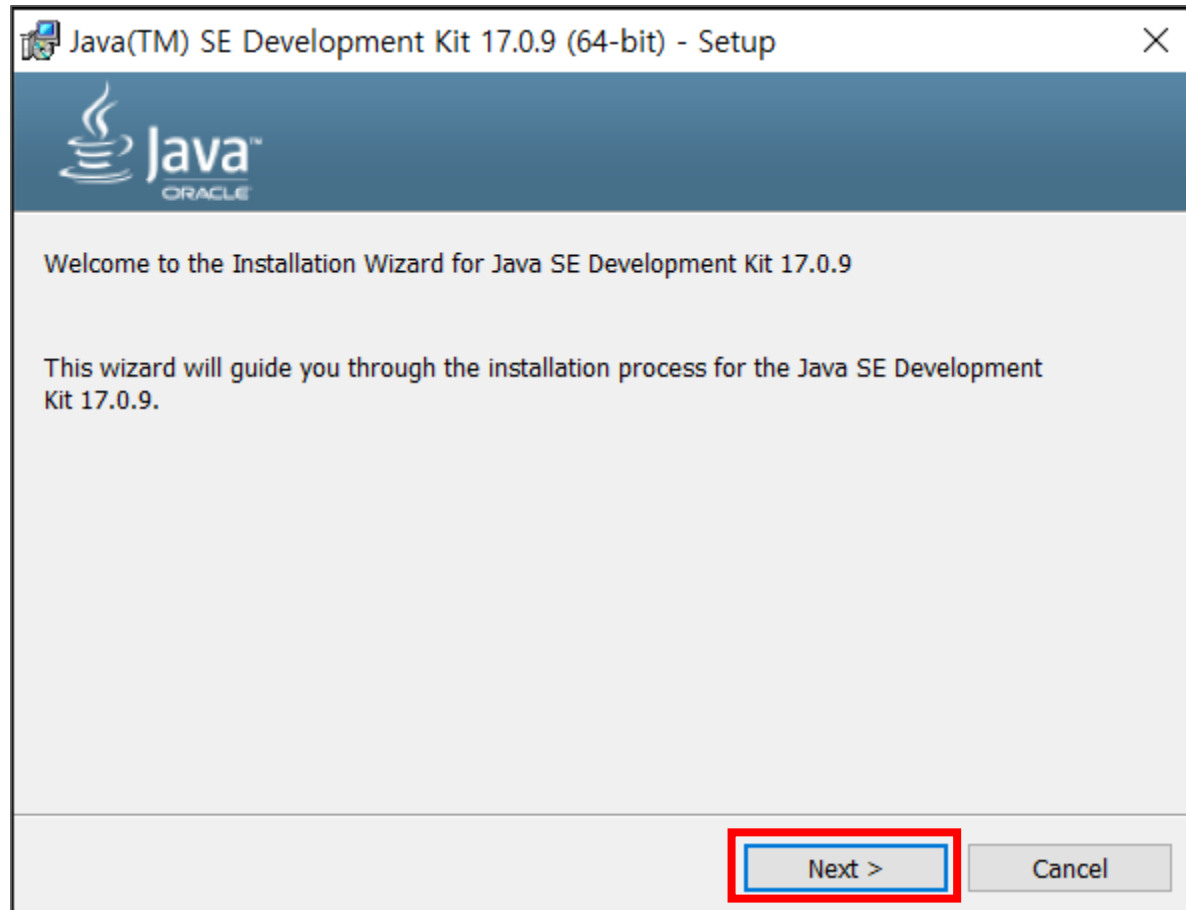 Java(TM) SE Development Kit 17.0.9 (64-bit) - Setup
Java™
ORACLE
Welcome to the Installation Wizard for Java SE Development Kit 17.0.9
This wizard will guide you through the installation process for the Java SE Development
Kit 17.0.9.
Next >
Cancel